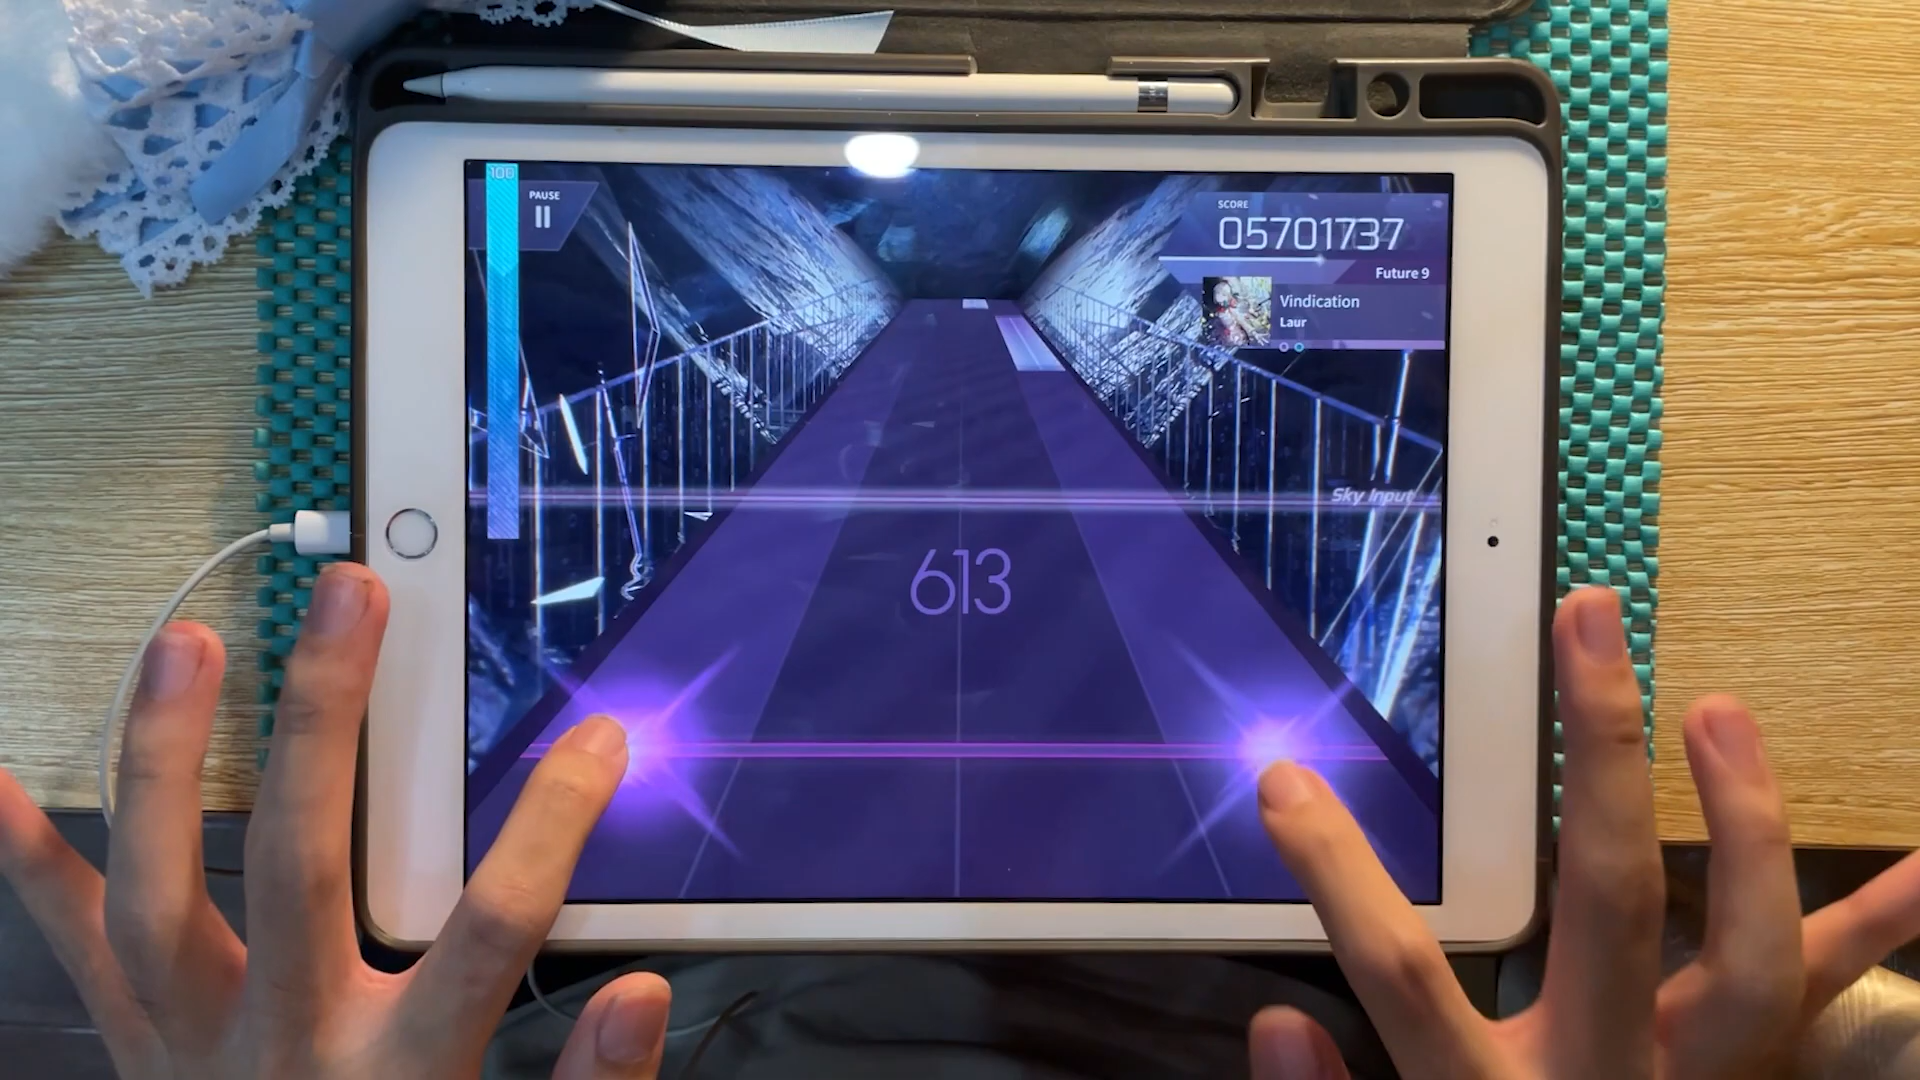 100
PAUSE
SCORE
05701737
Future 9
Vindication
Laur
Sky Input
613